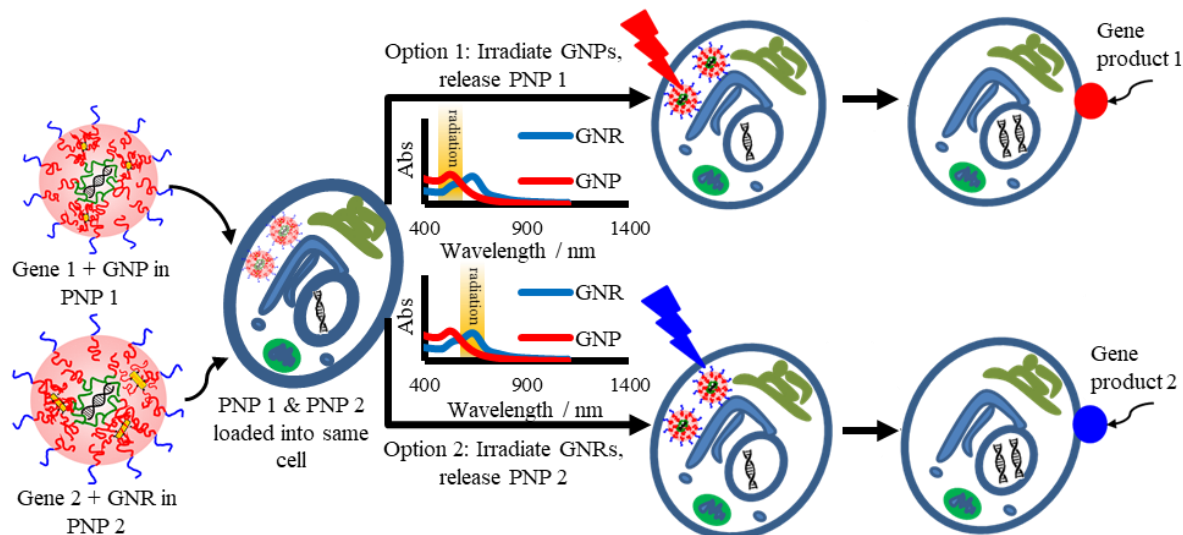 Gene 1 + GNP in
PNP 1
Gene 2 + GNR in
PNP 2
PNP 1 & PNP 2
loaded into same
cell
Option 1: Irradiate GNPs,
release PNP 1
Abs
radiation
GNR
GNP
400 900 1400
Wavelength / nm
Abs
radiation
GNR
GNP
400 900 1400
Wavelength / nm
Option 2: Irradiate GNRs,
release PNP 2
Gene
product 1
Gene
product 2